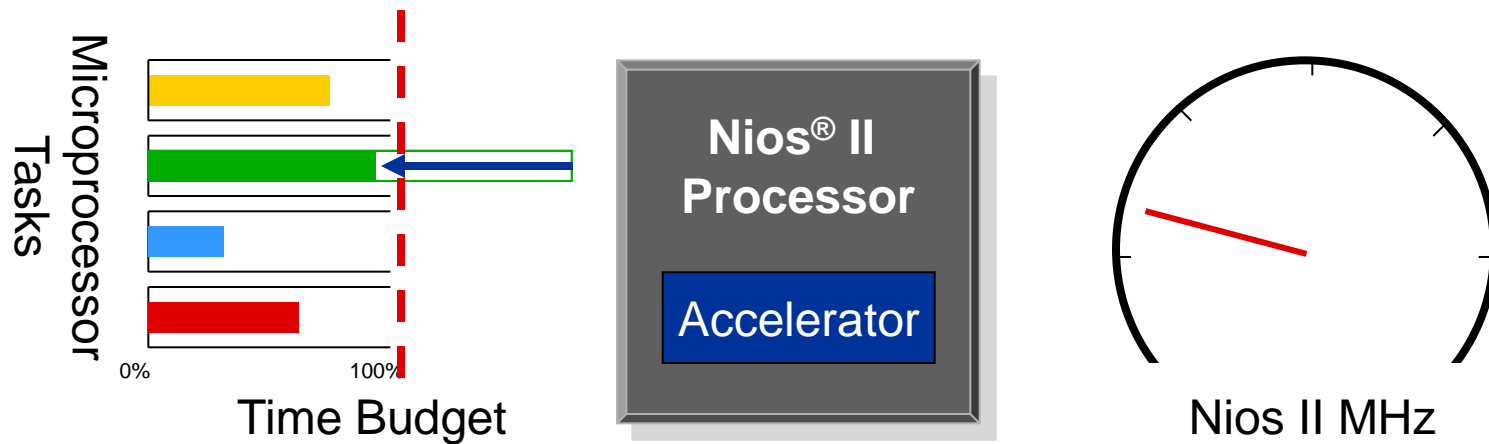 Microprocessor
Tasks
0%
100%
Time Budget
Nios® II
Processor
Accelerator
Nios II MHz